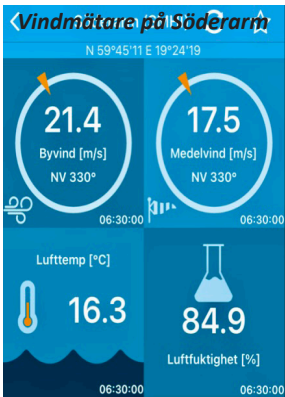 Vindmätare på Söderarm
N 59°45'11 E 19°24'19
21.4
Byvind [m/s]
NV 330°
06:30:00
17.5
Medelvind [m/s]
NV 330°
06:30:00
Lufttemp [°C]
16.3
06:30:00
84.9
Luftfuktighet [%]
06:30:00